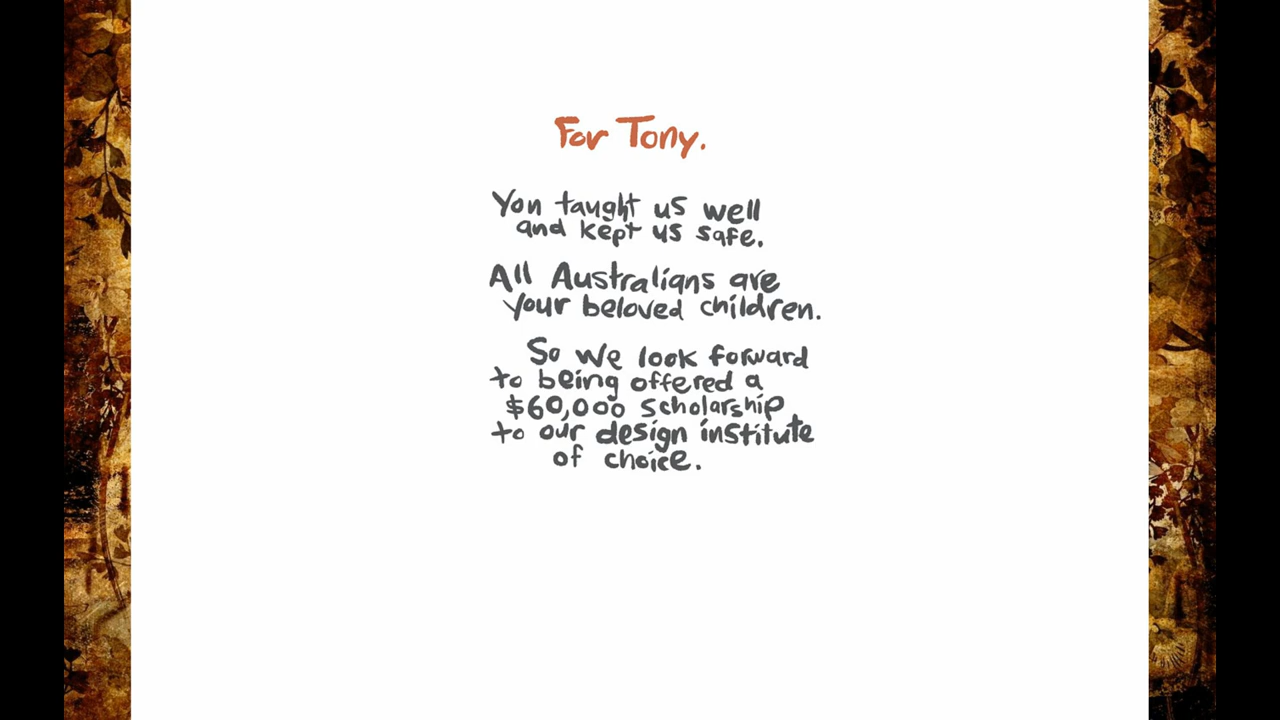 For Tony.
You taught us well
and kept us safe.
All Australians are
your beloved children.
So we look forward
to being offered a
$60,000 scholarship
to our design institute
of choice.